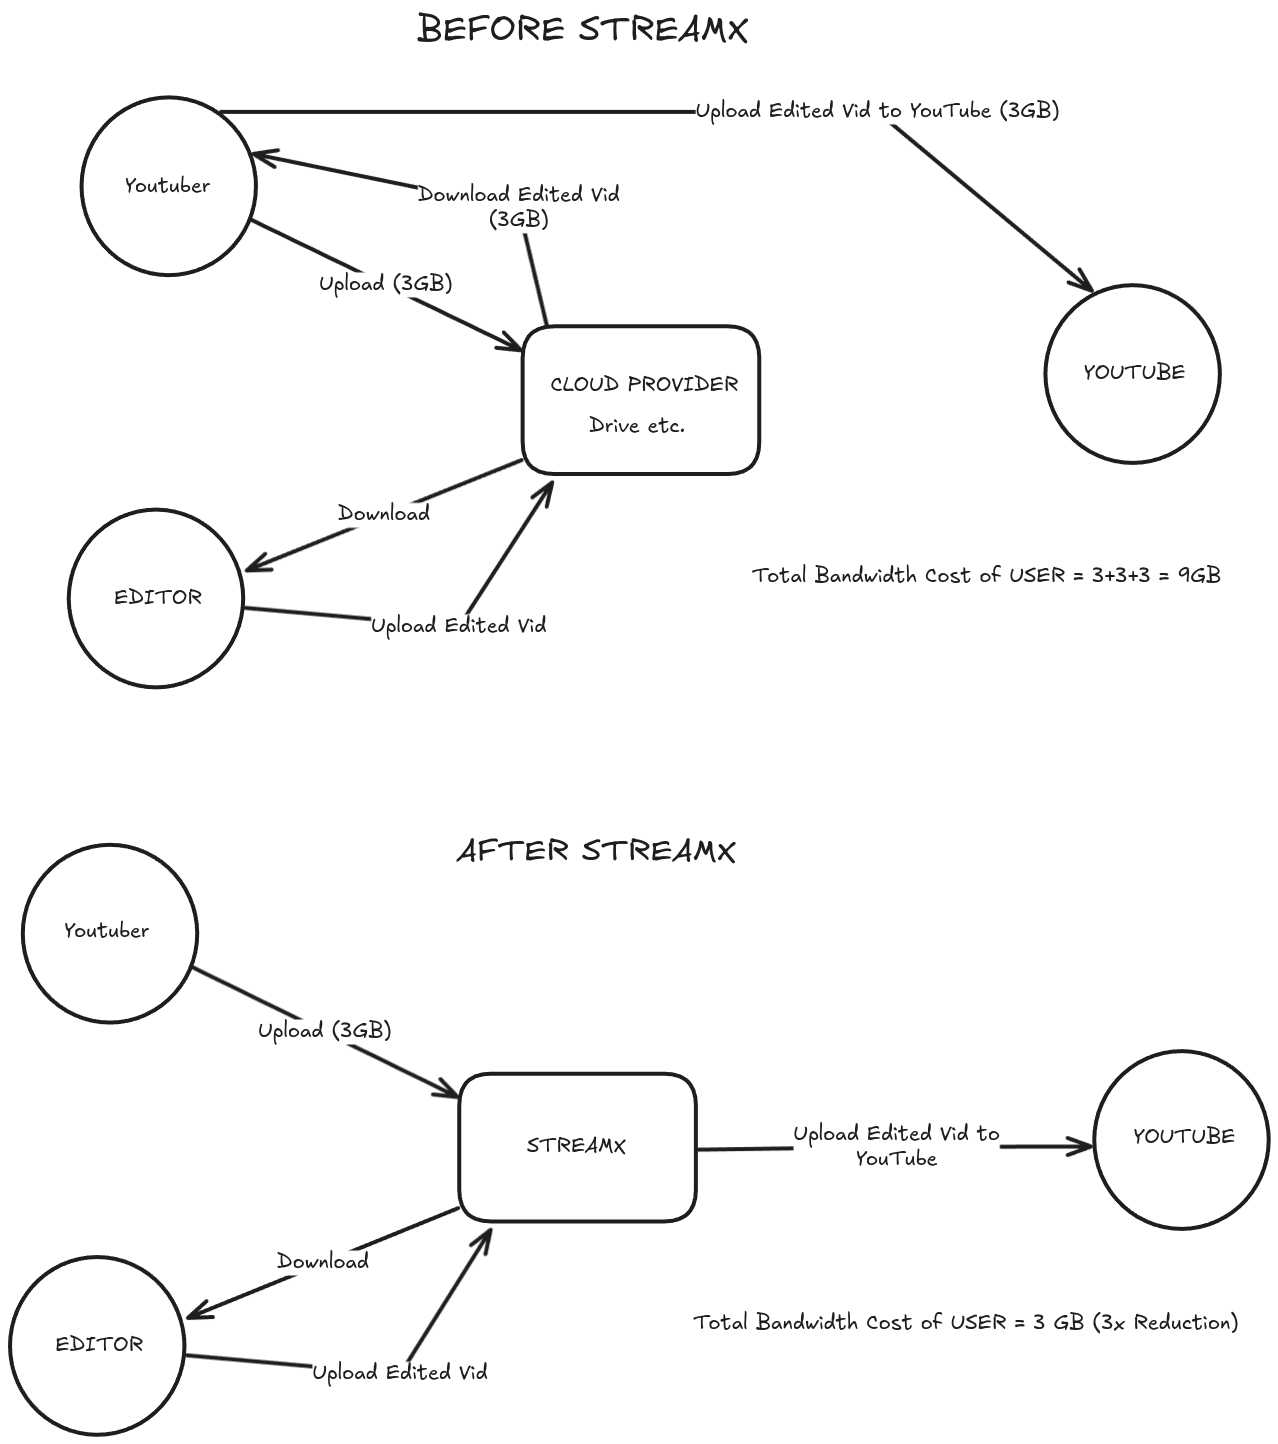 BEFORE STREAMX
Upload Edited Vid to YouTube (3GB)
Youtuber
Download Edited Vid
(3GB)
Upload (3GB)
YOUTUBE
CLOUD PROVIDER
Drive etc.
Download
EDITOR
Total Bandwidth Cost of USER = 3+3+3 = 9GB
Upload Edited Vid
AFTER STREAMX
Youtuber
Upload (3GB)
STREAMX
Upload Edited Vid to
YouTube
YOUTUBE
Download
EDITOR
Total Bandwidth Cost of USER = 3 GB (3x Reduction)
Upload Edited Vid